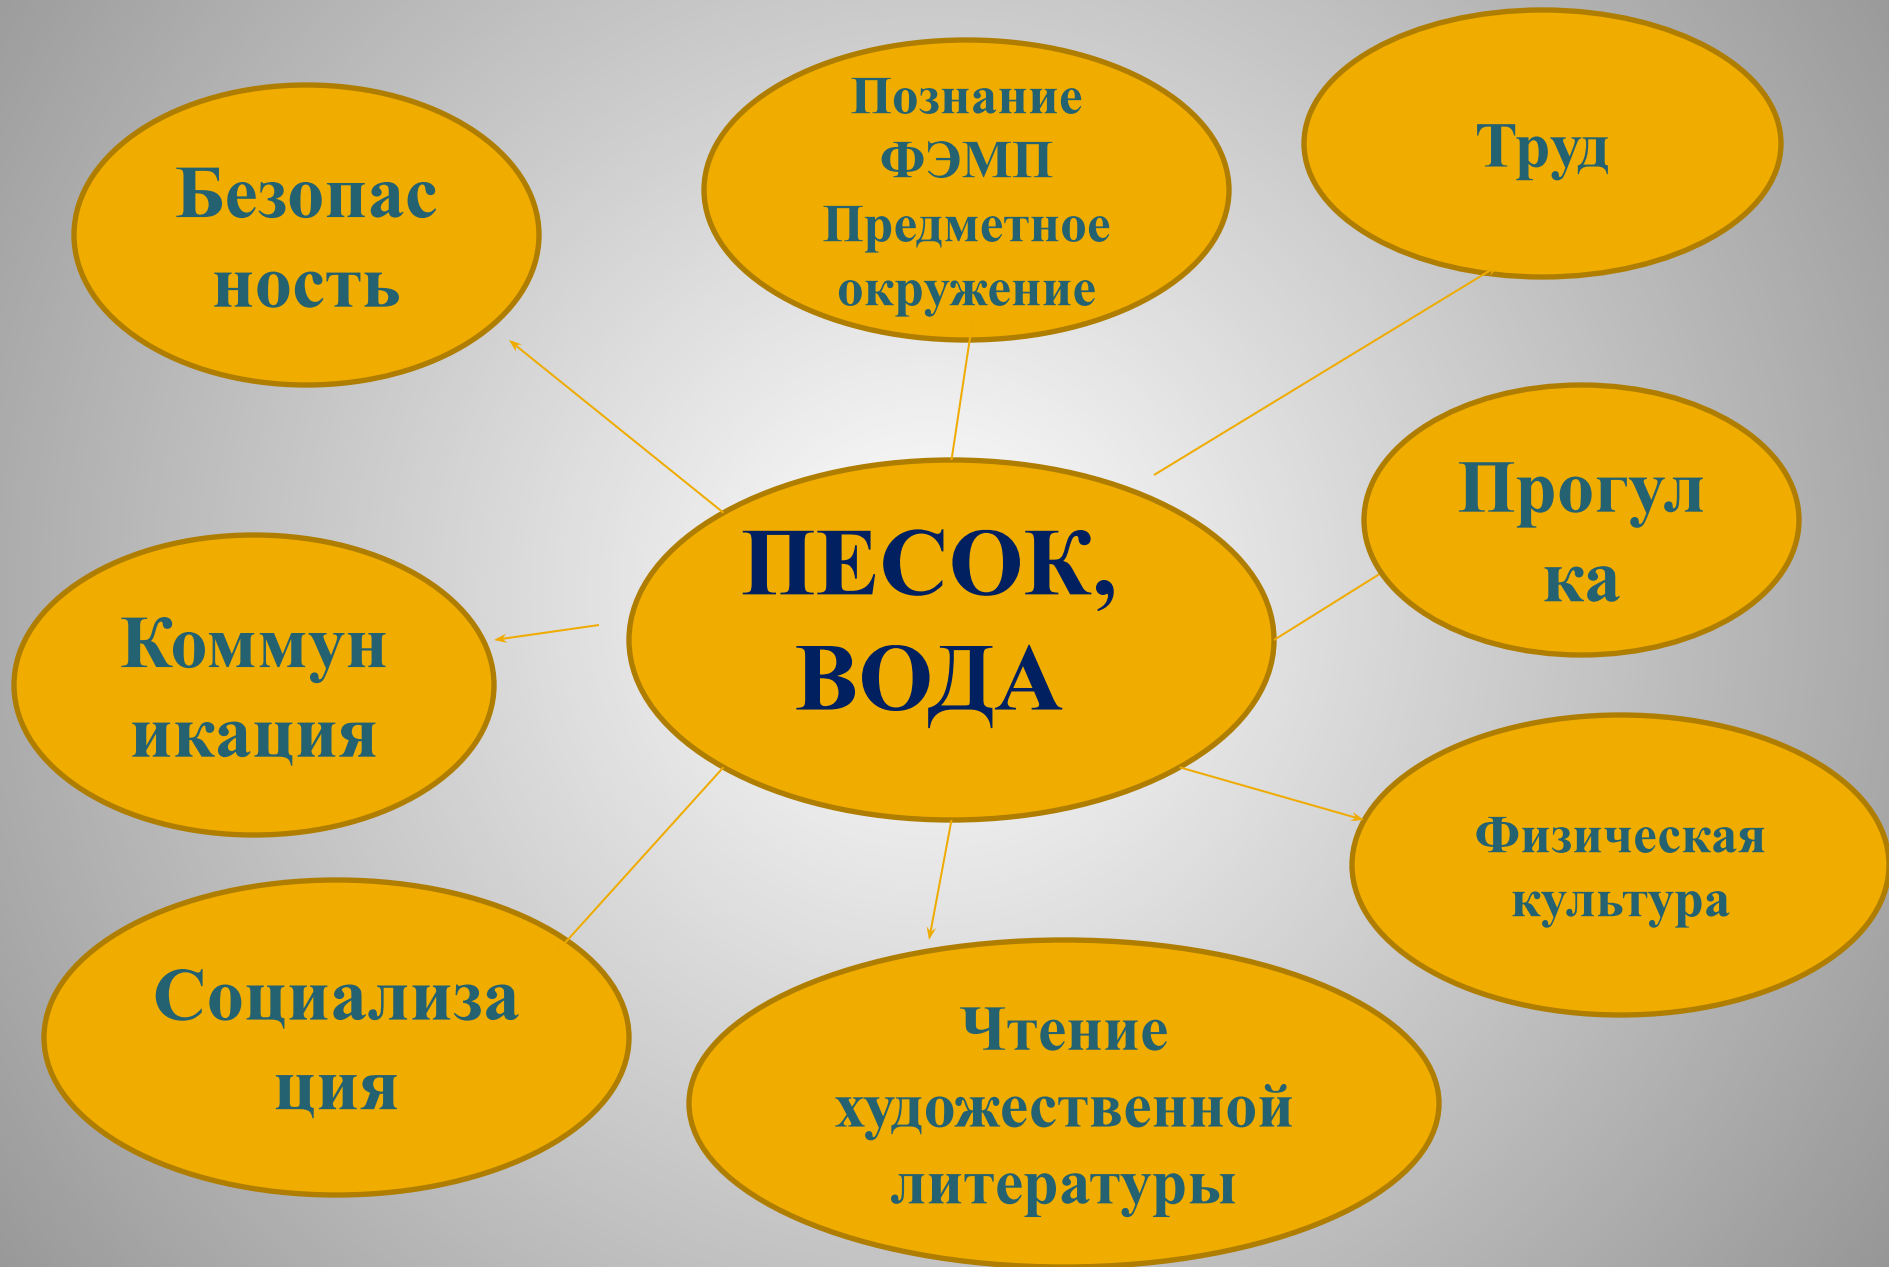 Безопас
ность
Познание
ФЭМП
Предметное
окружение
Труд
Прогул
ка
ПЕСОК,
ВОДА
Коммун
икация
Физическая
культура
Социализа
ция
Чтение
художественной
литературы